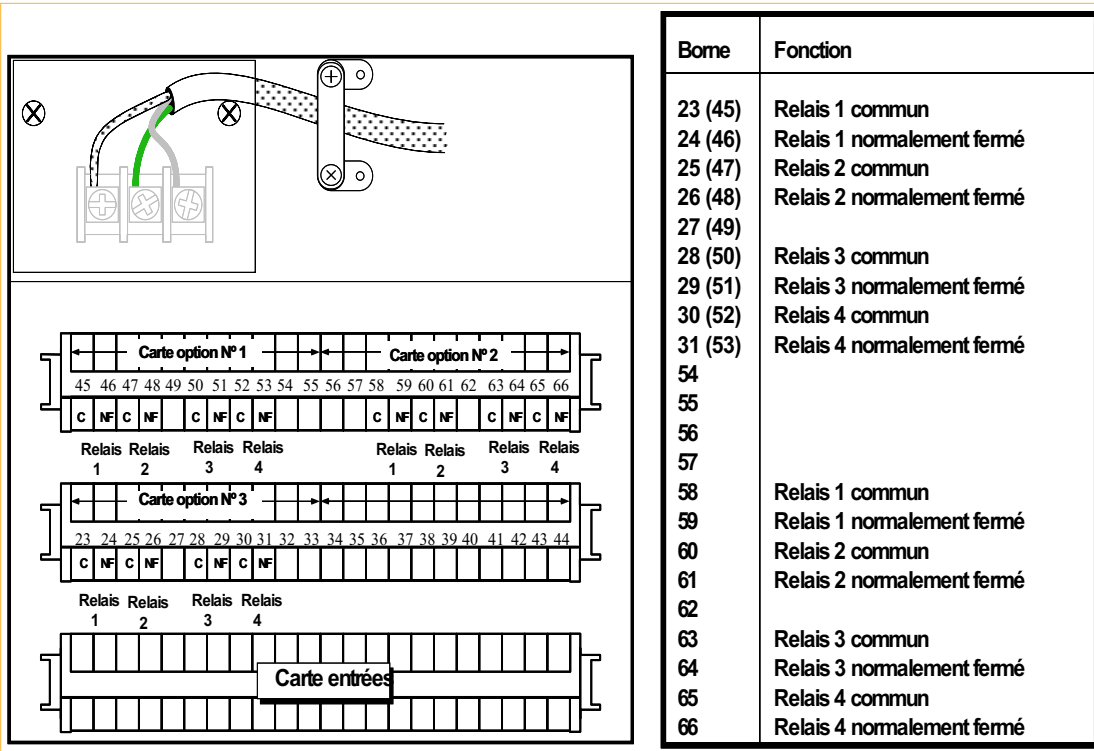 Carte option Nº 1 Carte option Nº 2
45 46 47 48 49 50 51 52 53 54 55 56 57 58 59 60 61 62 63 64 65 66
C NF C NF C NF C NF C NF C NF C NF C NF
Relais Relais Relais Relais Relais Relais Relais Relais
1 2 3 4 1 2 3 4
Carte option Nº 3
23 24 25 26 27 28 29 30 31 32 33 34 35 36 37 38 39 40 41 42 43 44
C NF C NF C NF C NF
Relais Relais Relais Relais
1 2 3 4
Carte entrées
Borne Fonction
23 (45) Relais 1 commun
24 (46) Relais 1 normalement fermé
25 (47) Relais 2 commun
26 (48) Relais 2 normalement fermé
27 (49)
28 (50) Relais 3 commun
29 (51) Relais 3 normalement fermé
30 (52) Relais 4 commun
31 (53) Relais 4 normalement fermé
54
55
56
57
58 Relais 1 commun
59 Relais 1 normalement fermé
60 Relais 2 commun
61 Relais 2 normalement fermé
62
63 Relais 3 commun
64 Relais 3 normalement fermé
65 Relais 4 commun
66 Relais 4 normalement fermé